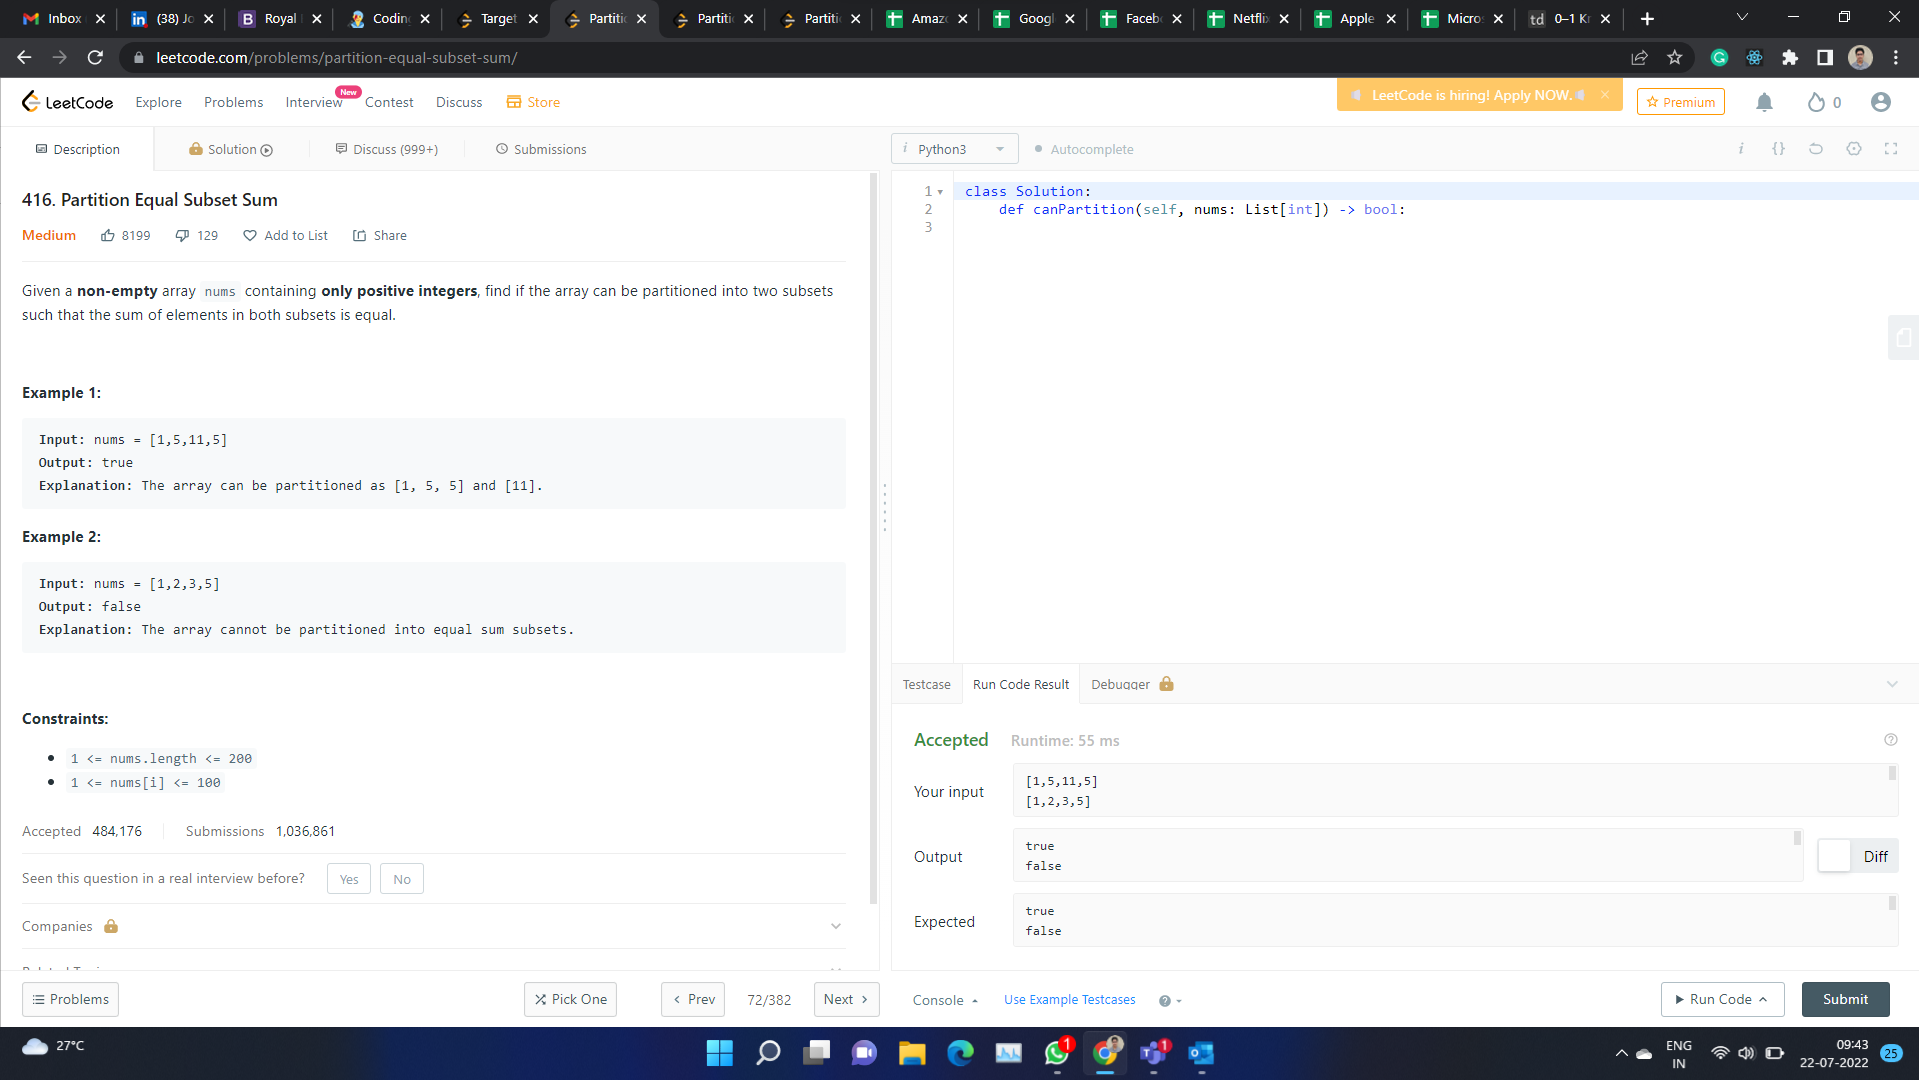 Inbox
(38) Jo
Royal
Coding
Target
Partitio
Partitio
Partitio
Amaz
Googl
Faceb
Netfli
Apple
Micro
td 0–1 Kr
leetcode.com/problems/partition-equal-subset-sum/
LeetCode
Explore
Problems
Interview
New
Contest
Discuss
Store
LeetCode is hiring! Apply NOW.
Premium
0
Description
Solution
Discuss (999+)
Submissions
i Python3
Autocomplete
i {}
416. Partition Equal Subset Sum
Medium 8199 129 Add to List Share
Given a non-empty array nums containing only positive integers, find if the array can be partitioned into two subsets
such that the sum of elements in both subsets is equal.
Example 1:
Input: nums = [1,5,11,5]
Output: true
Explanation: The array can be partitioned as [1, 5, 5] and [11].
Example 2:
Input: nums = [1,2,3,5]
Output: false
Explanation: The array cannot be partitioned into equal sum subsets.
Constraints:
1 <= nums.length <= 200
1 <= nums[i] <= 100
Accepted 484,176 Submissions 1,036,861
Seen this question in a real interview before? Yes No
Companies
Problems
Pick One
Prev
72/382
Next
1 class Solution:
2 def canPartition(self, nums: List[int]) -> bool:
3
Testcase
Run Code Result
Debugger
Accepted Runtime: 55 ms
Your input
[1,5,11,5]
[1,2,3,5]
Output
true
false
Diff
Expected
true
false
Console
Use Example Testcases
Run Code
Submit
27°C
1
1
ENG
IN
09:43
22-07-2022
25